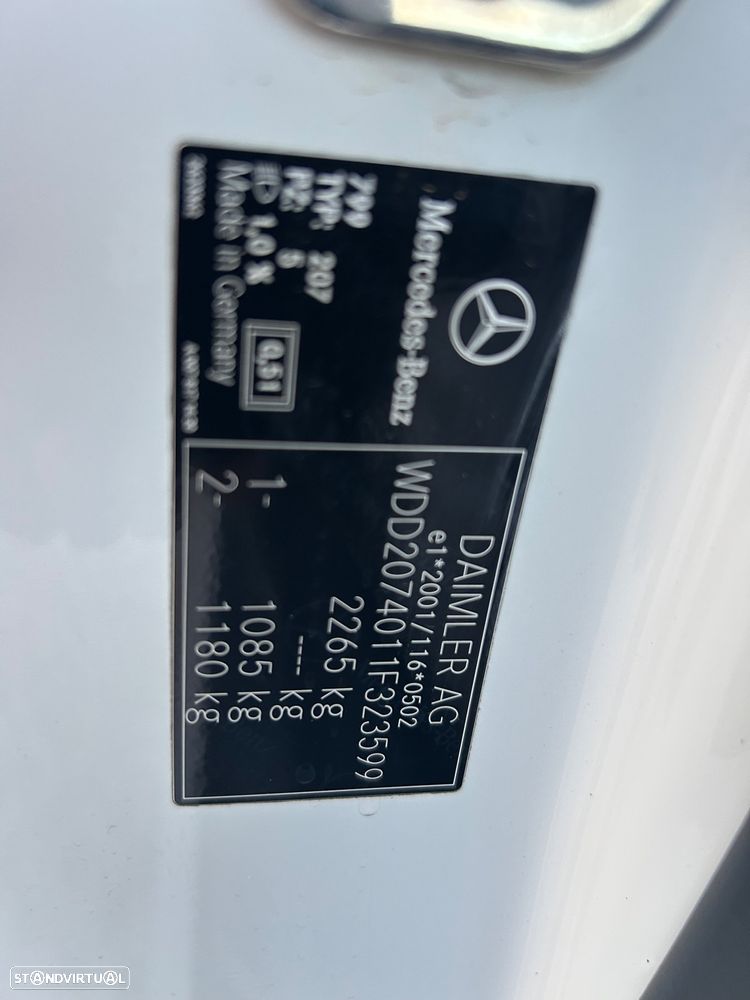 Mercedes-Benz
799
TYP: 207
PZ: 5
1,0 %
0,51
Made in Germany
DAIMLER AG
e1*2001/116*0502
WDD2074011F323599
2265 kg
---- kg
1- 1085 kg
2- 1180 kg
STANDVIRTUAL